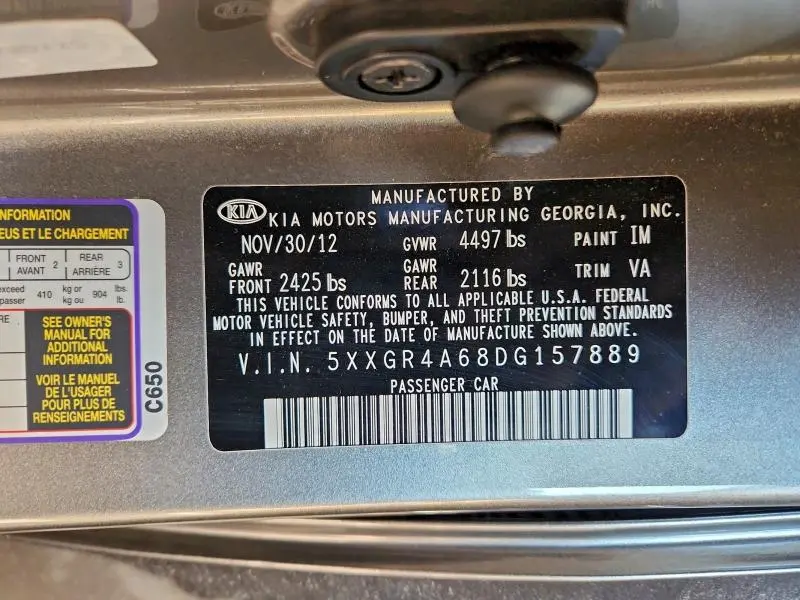 KIA
MANUFACTURED BY
KIA MOTORS MANUFACTURING GEORGIA, INC.
NOV/30/12 GVWR 4497 lbs PAINT IM
GAWR FRONT 2425 lbs GAWR REAR 2116 lbs TRIM VA
THIS VEHICLE CONFORMS TO ALL APPLICABLE U.S.A. FEDERAL
MOTOR VEHICLE SAFETY, BUMPER, AND THEFT PREVENTION STANDARDS
IN EFFECT ON THE DATE OF MANUFACTURE SHOWN ABOVE.
V.I.N. 5XXGR4A68DG157889
PASSENGER CAR
NFORMATION
EUS ET LE CHARGEMENT
FRONT AVANT 2 REAR ARRIÈRE 3
exceed
passer 410 kg or kg ou 904 lbs. lb.
RE
SEE OWNER'S
MANUAL FOR
ADDITIONAL
INFORMATION
VOIR LE MANUEL
DE L'USAGER
POUR PLUS DE
RENSEIGNEMENTS
C650